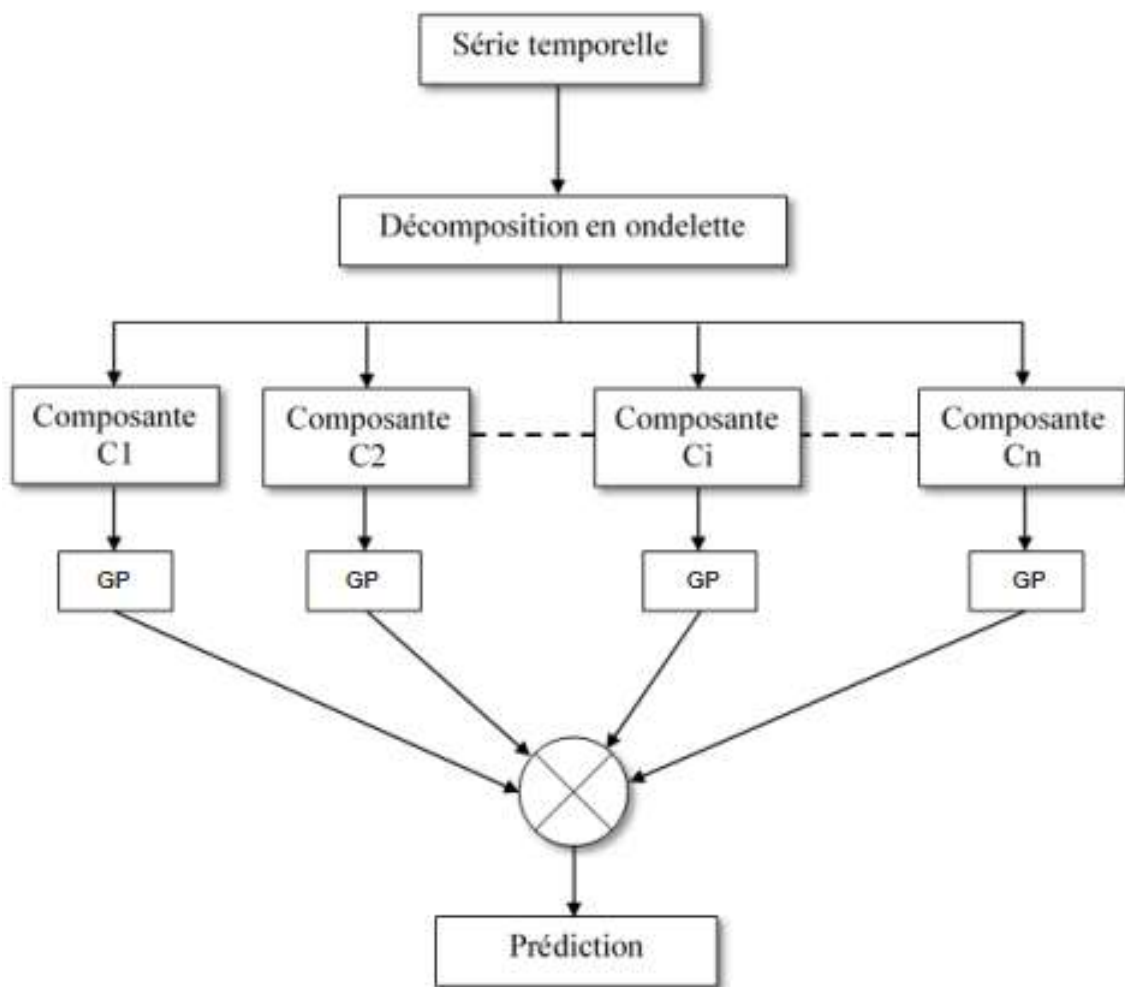 Série temporelle
Décomposition en ondelette
Composante
C1
Composante
C2
Composante
Ci
Composante
Cn
GP
GP
GP
GP
Prédiction